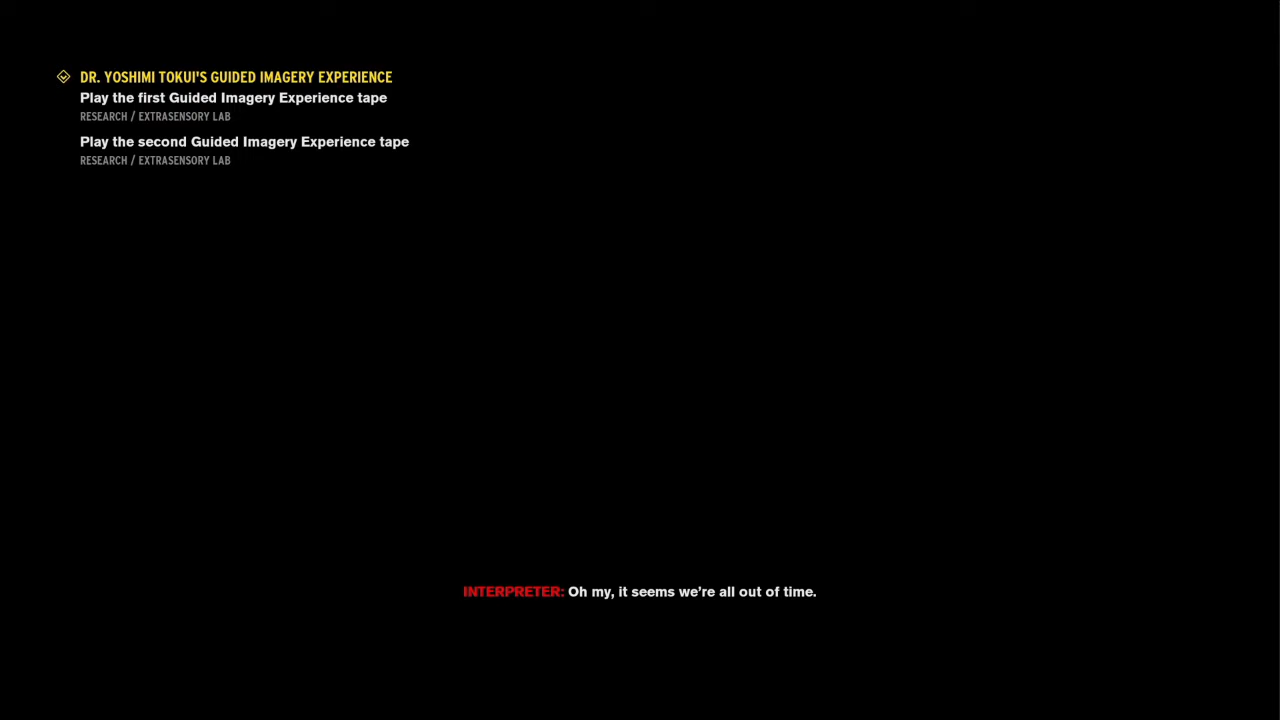 DR. YOSHIMI TOKUI'S GUIDED IMAGERY EXPERIENCE
Play the first Guided Imagery Experience tape
RESEARCH / EXTRASENSORY LAB
Play the second Guided Imagery Experience tape
RESEARCH / EXTRASENSORY LAB
INTERPRETER: Oh my, it seems we're all out of time.